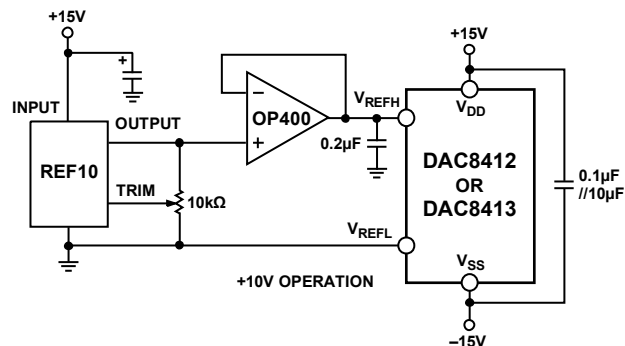 +15V
+
INPUT
OUTPUT
REF10
TRIM
10kΩ
–
OP400
+
V_REFH
0.2µF
V_REFL
+10V OPERATION
+15V
V_DD
DAC8412
OR
DAC8413
V_SS
0.1µF
//10µF
–15V